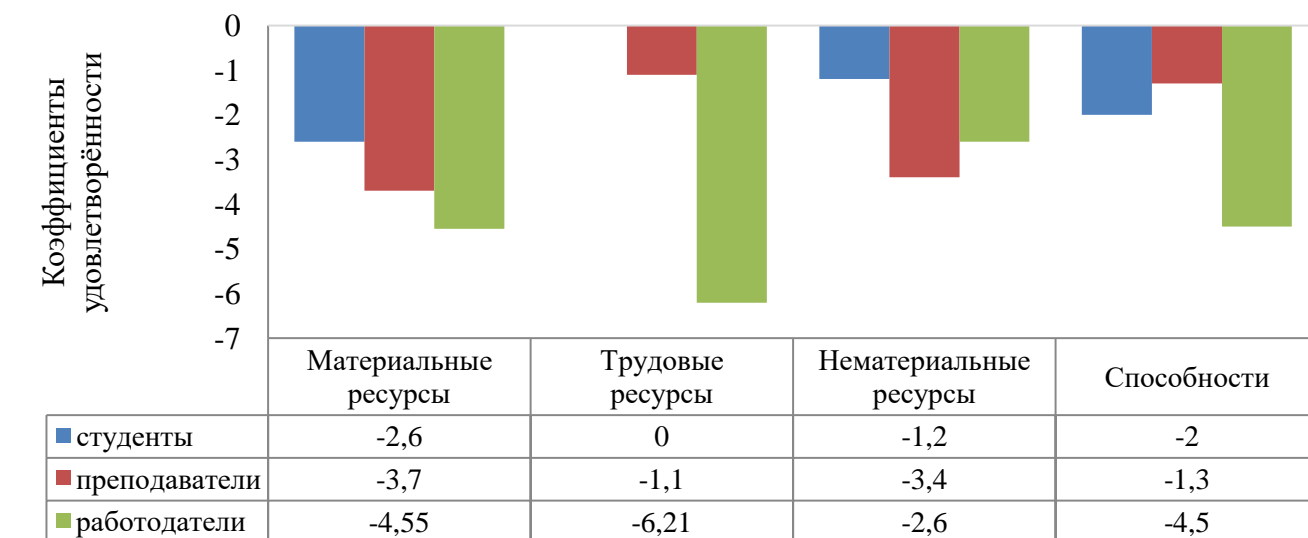 Коэффициенты
удовлетворённости
0
-1
-2
-3
-4
-5
-6
-7
Материальные
ресурсы
Трудовые
ресурсы
Нематериальные
ресурсы
Способности
студенты -2,6 0 -1,2 -2
преподаватели -3,7 -1,1 -3,4 -1,3
работодатели -4,55 -6,21 -2,6 -4,5